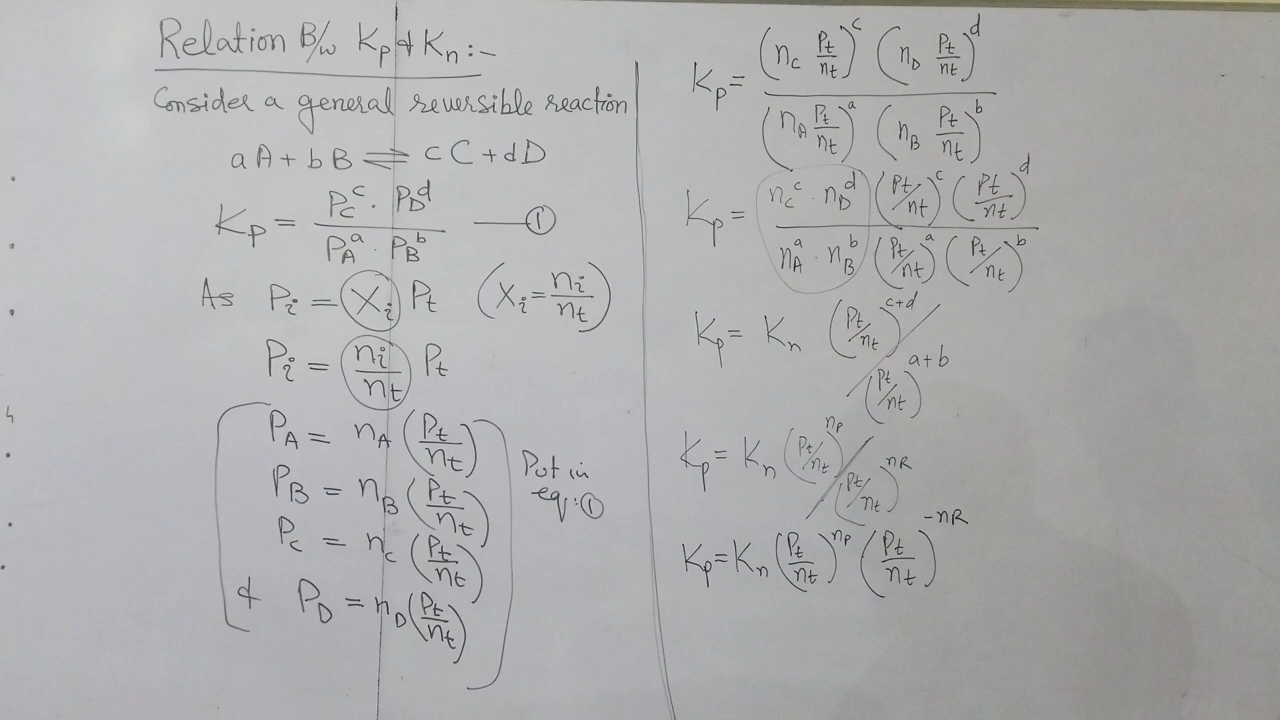 Relation B/w Kp & Kn :-
Consider a general reversible reaction
aA + bB ⇌ cC + dD
Kp = PC^c · PD^d / PA^a · PB^b —— ①
As Pi = Xi Pt (Xi = ni/nt)
Pi = ni/nt Pt
PA = nA (Pt/nt)
PB = nB (Pt/nt)
Pc = nc (Pt/nt)
& PD = nD (Pt/nt)
Put in
eq: ①
Kp = (nC Pt/nt)^c (nD Pt/nt)^d / (nA Pt/nt)^a (nB Pt/nt)^b
Kp = nC^c · nD^d (Pt/nt)^c (Pt/nt)^d / nA^a · nB^b (Pt/nt)^a (Pt/nt)^b
Kp = Kn (Pt/nt)^c+d / (Pt/nt)^a+b
Kp = Kn (Pt/nt)^nP / (Pt/nt)^nR
Kp = Kn (Pt/nt)^nP (Pt/nt)^-nR